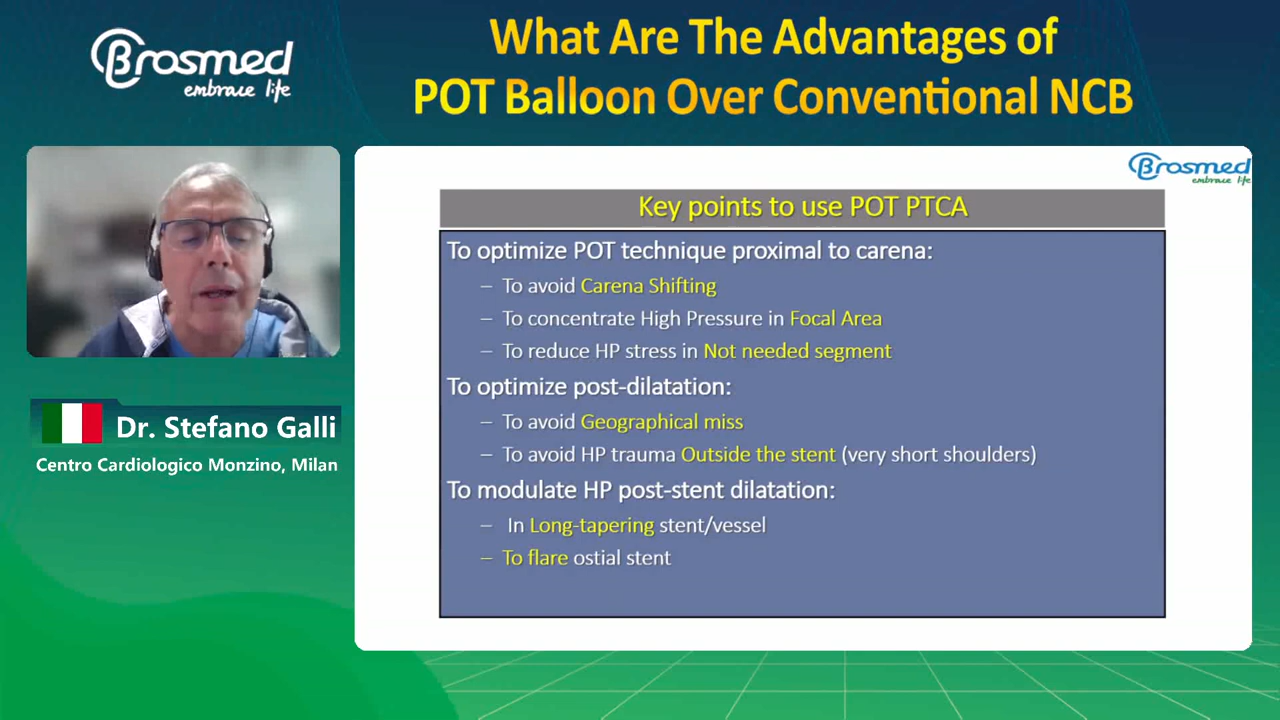 Brosmed
embrace life
What Are The Advantages of
POT Balloon Over Conventional NCB
Brosmed
embrace life
Key points to use POT PTCA
To optimize POT technique proximal to carena:
– To avoid Carena Shifting
– To concentrate High Pressure in Focal Area
– To reduce HP stress in Not needed segment
To optimize post-dilatation:
– To avoid Geographical miss
– To avoid HP trauma Outside the stent (very short shoulders)
To modulate HP post-stent dilatation:
– In Long-tapering stent/vessel
– To flare ostial stent
Dr. Stefano Galli
Centro Cardiologico Monzino, Milan